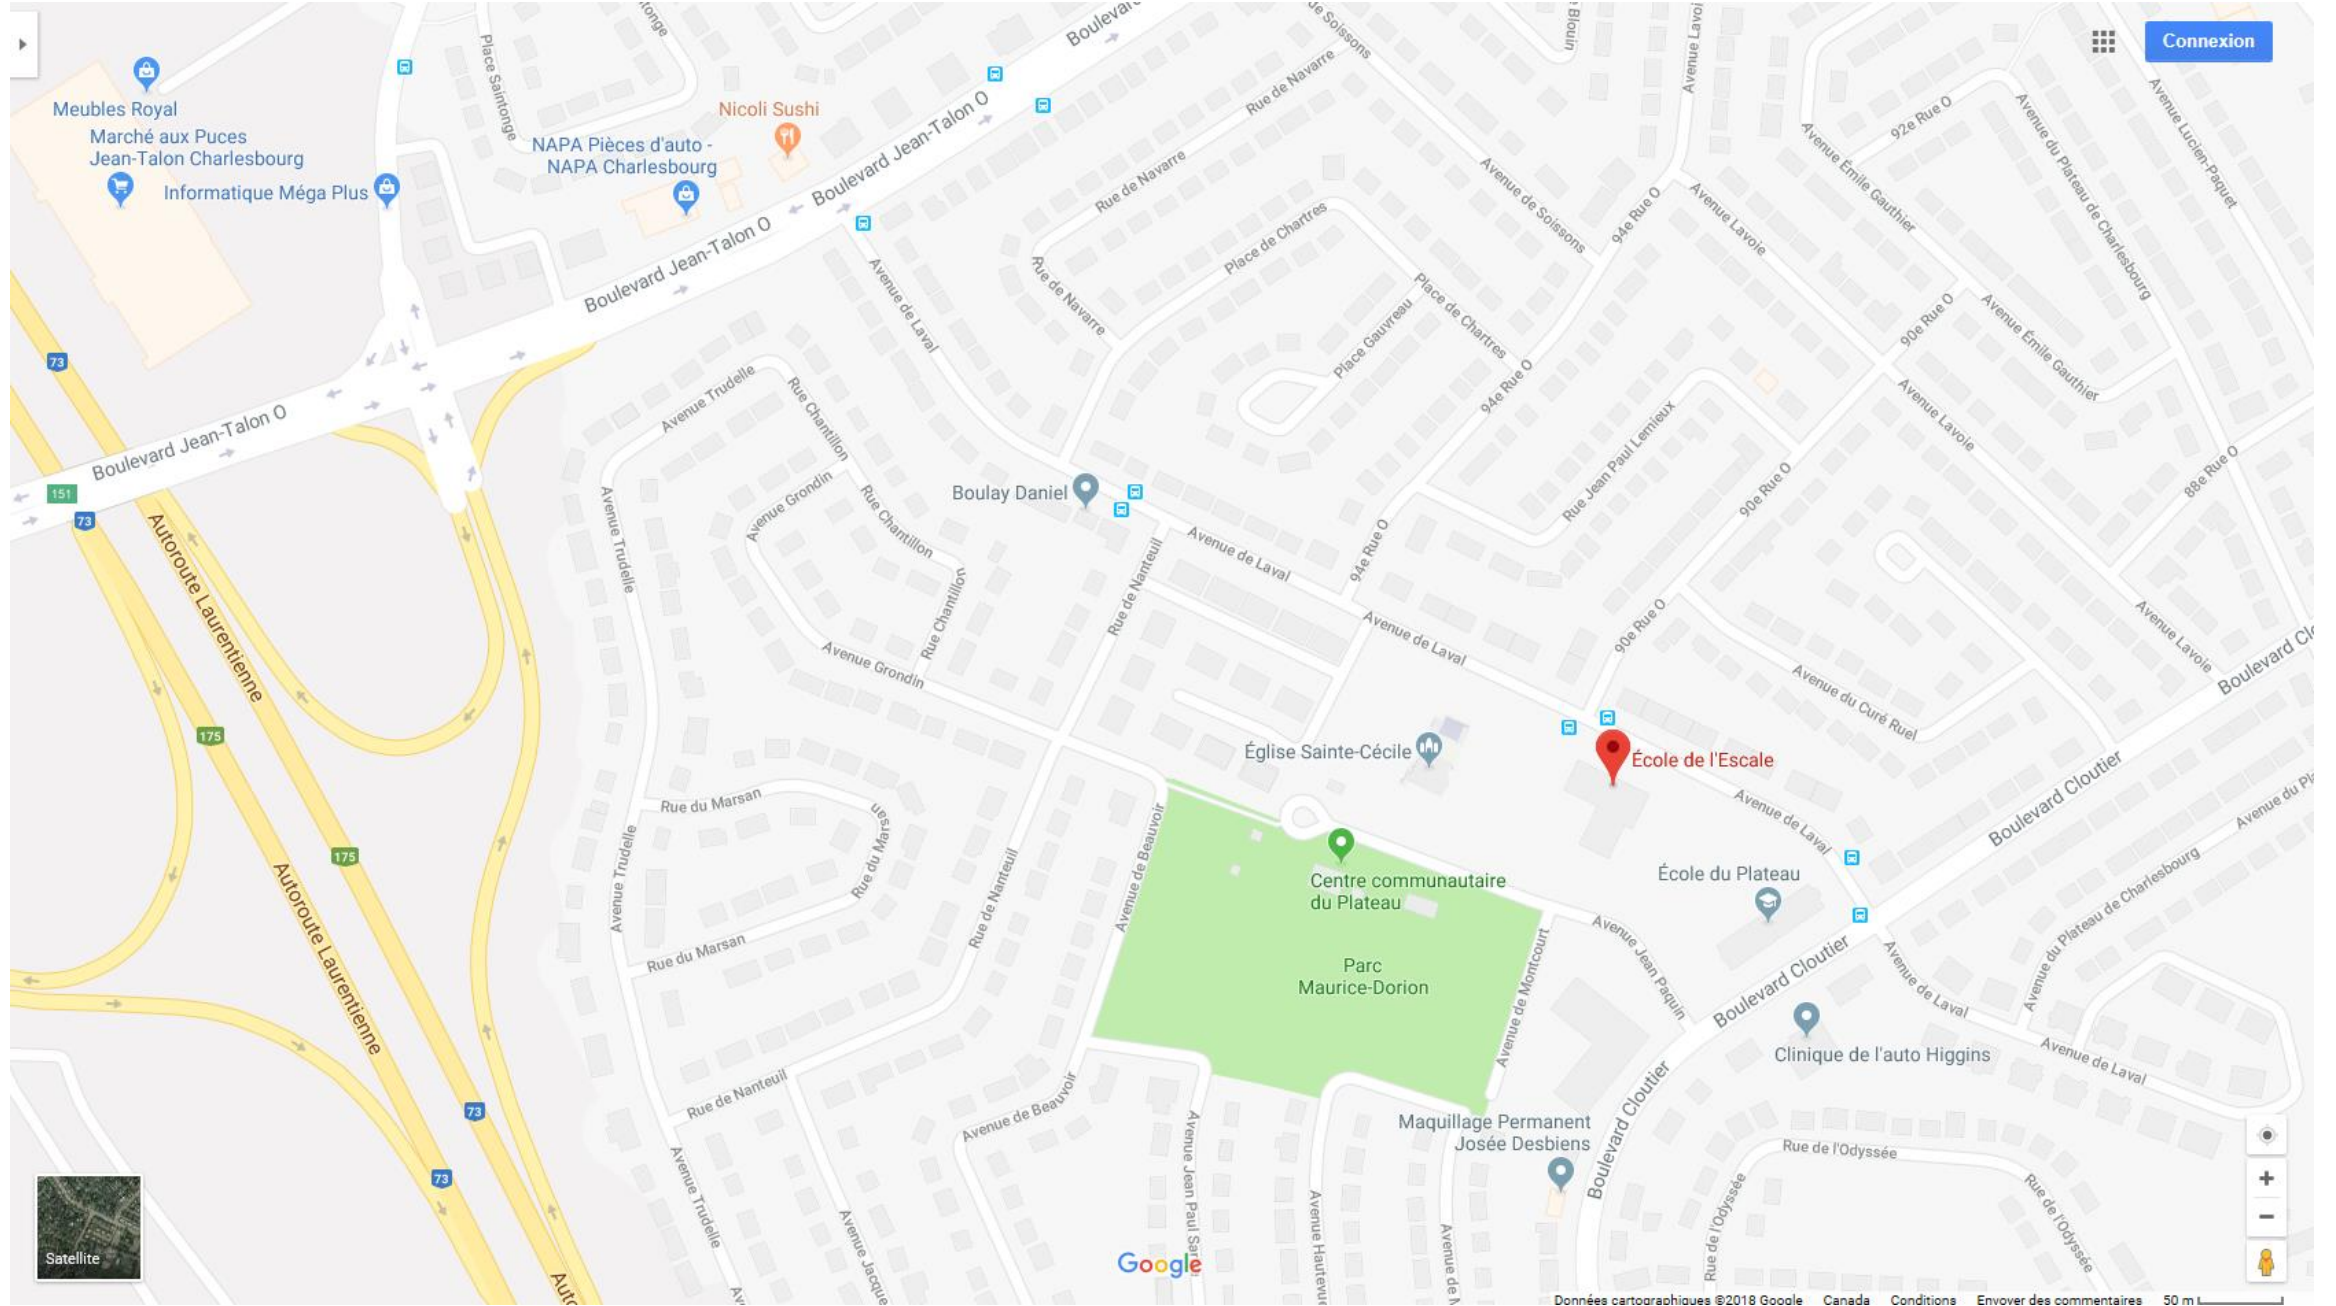 Connexion
Meubles Royal
Marché aux Puces
Jean-Talon Charlesbourg
Informatique Méga Plus
Place Saintonge
Nicoli Sushi
NAPA Pièces d'auto -
NAPA Charlesbourg
Boulevard Jean-Talon O
Boulevard Jean-Talon O
Boulevard Jean-Talon O
Boulevard Jean-Talon O
Rue de Navarre
Rue de Navarre
Rue de Navarre
Place de Chartres
Place de Chartres
Place Gauvreau
Avenue de Soissons
94e Rue O
94e Rue O
94e Rue O
Avenue Lavoie
Avenue Lavoie
Avenue Lavoie
92e Rue O
Avenue Émile Gauthier
Avenue Émile Gauthier
Avenue du Plateau de Charlesbourg
Avenue Lucien-Paquet
90e Rue O
90e Rue O
90e Rue O
88e Rue O
Rue Jean Paul Lemieux
Avenue de Laval
Avenue de Laval
Avenue de Laval
Avenue de Laval
Avenue de Laval
Avenue de Laval
Boulay Daniel
Avenue Trudelle
Avenue Trudelle
Avenue Trudelle
Avenue Trudelle
Rue Chantillon
Rue Chantillon
Rue Chantillon
Avenue Grondin
Avenue Grondin
Rue de Nanteuil
Rue de Nanteuil
Rue de Nanteuil
Rue du Marsan
Rue du Marsan
Rue du Marsan
Avenue de Beauvoir
Avenue de Beauvoir
73
151
73
175
175
73
73
Autoroute Laurentienne
Autoroute Laurentienne
Église Sainte-Cécile
École de l'Escale
Avenue du Curé Ruel
Boulevard Cloutier
Boulevard Cloutier
Boulevard Cloutier
Centre communautaire
du Plateau
École du Plateau
Parc
Maurice-Dorion
Avenue de Montcourt
Avenue Jean Paquin
Avenue du Plateau de Charlesbourg
Clinique de l'auto Higgins
Maquillage Permanent
Josée Desbiens
Rue de l'Odyssée
Rue de l'Odyssée
Rue de l'Odyssée
Satellite
Google
Données cartographiques ©2018 Google Canada Conditions Envoyer des commentaires 50 m